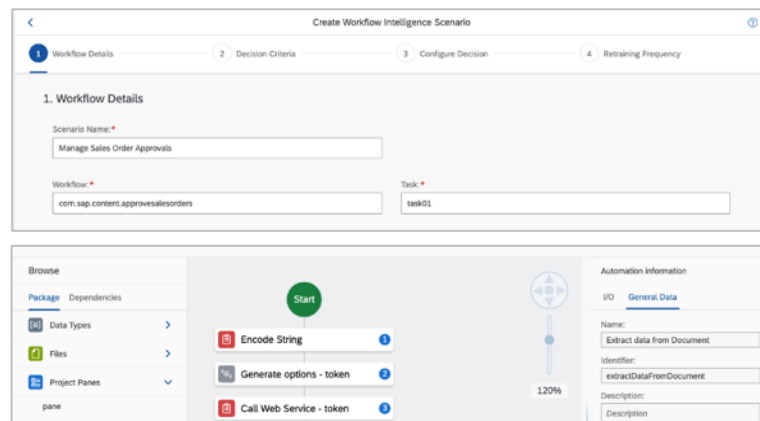 Create Workflow Intelligence Scenario
1 Workflow Details 2 Decision Criteria 3 Configure Decision 4 Retraining Frequency
1. Workflow Details
Scenario Name:*
Manage Sales Order Approvals
Workflow:* Task:*
com.sap.content.approvesalesorders task01
Browse
Package Dependencies
Data Types
Files
Project Panes
pane
Start
Encode String 1
Generate options - token 2
Call Web Service - token 3
120%
Automation information
I/O General Data
Name:
Extract data from Document
Identifier:
extractDataFromDocument
Description:
Description